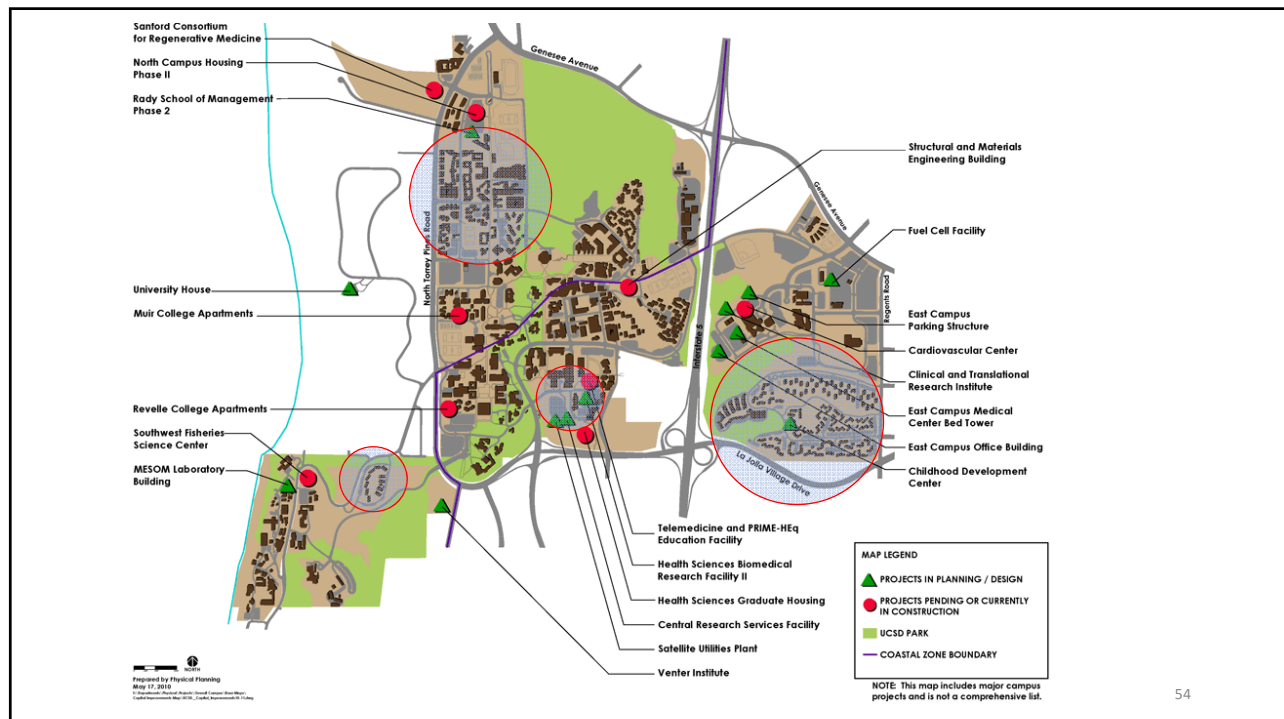 Sanford Consortium
for Regenerative Medicine
North Campus Housing
Phase II
Rady School of Management
Phase 2
University House
Muir College Apartments
Revelle College Apartments
Southwest Fisheries
Science Center
MESOM Laboratory
Building
Genesee Avenue
North Torrey Pines Road
Interstate 5
Genesee Avenue
Regents Road
La Jolla Village Drive
Structural and Materials
Engineering Building
Fuel Cell Facility
East Campus
Parking Structure
Cardiovascular Center
Clinical and Translational
Research Institute
East Campus Medical
Center Bed Tower
East Campus Office Building
Childhood Development
Center
Telemedicine and PRIME-HEq
Education Facility
Health Sciences Biomedical
Research Facility II
Health Sciences Graduate Housing
Central Research Services Facility
Satellite Utilities Plant
Venter Institute
MAP LEGEND
PROJECTS IN PLANNING / DESIGN
PROJECTS PENDING OR CURRENTLY
IN CONSTRUCTION
UCSD PARK
COASTAL ZONE BOUNDARY
NOTE: This map includes major campus
projects and is not a comprehensive list.
NORTH
Prepared by Physical Planning
May 17, 2010
54